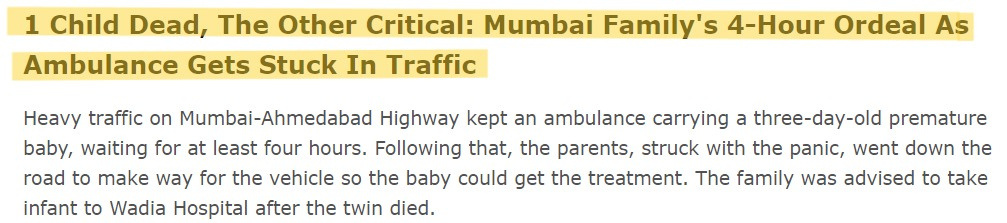 1 Child Dead, The Other Critical: Mumbai Family's 4-Hour Ordeal As
Ambulance Gets Stuck In Traffic
Heavy traffic on Mumbai-Ahmedabad Highway kept an ambulance carrying a three-day-old premature
baby, waiting for at least four hours. Following that, the parents, struck with the panic, went down the
road to make way for the vehicle so the baby could get the treatment. The family was advised to take
infant to Wadia Hospital after the twin died.